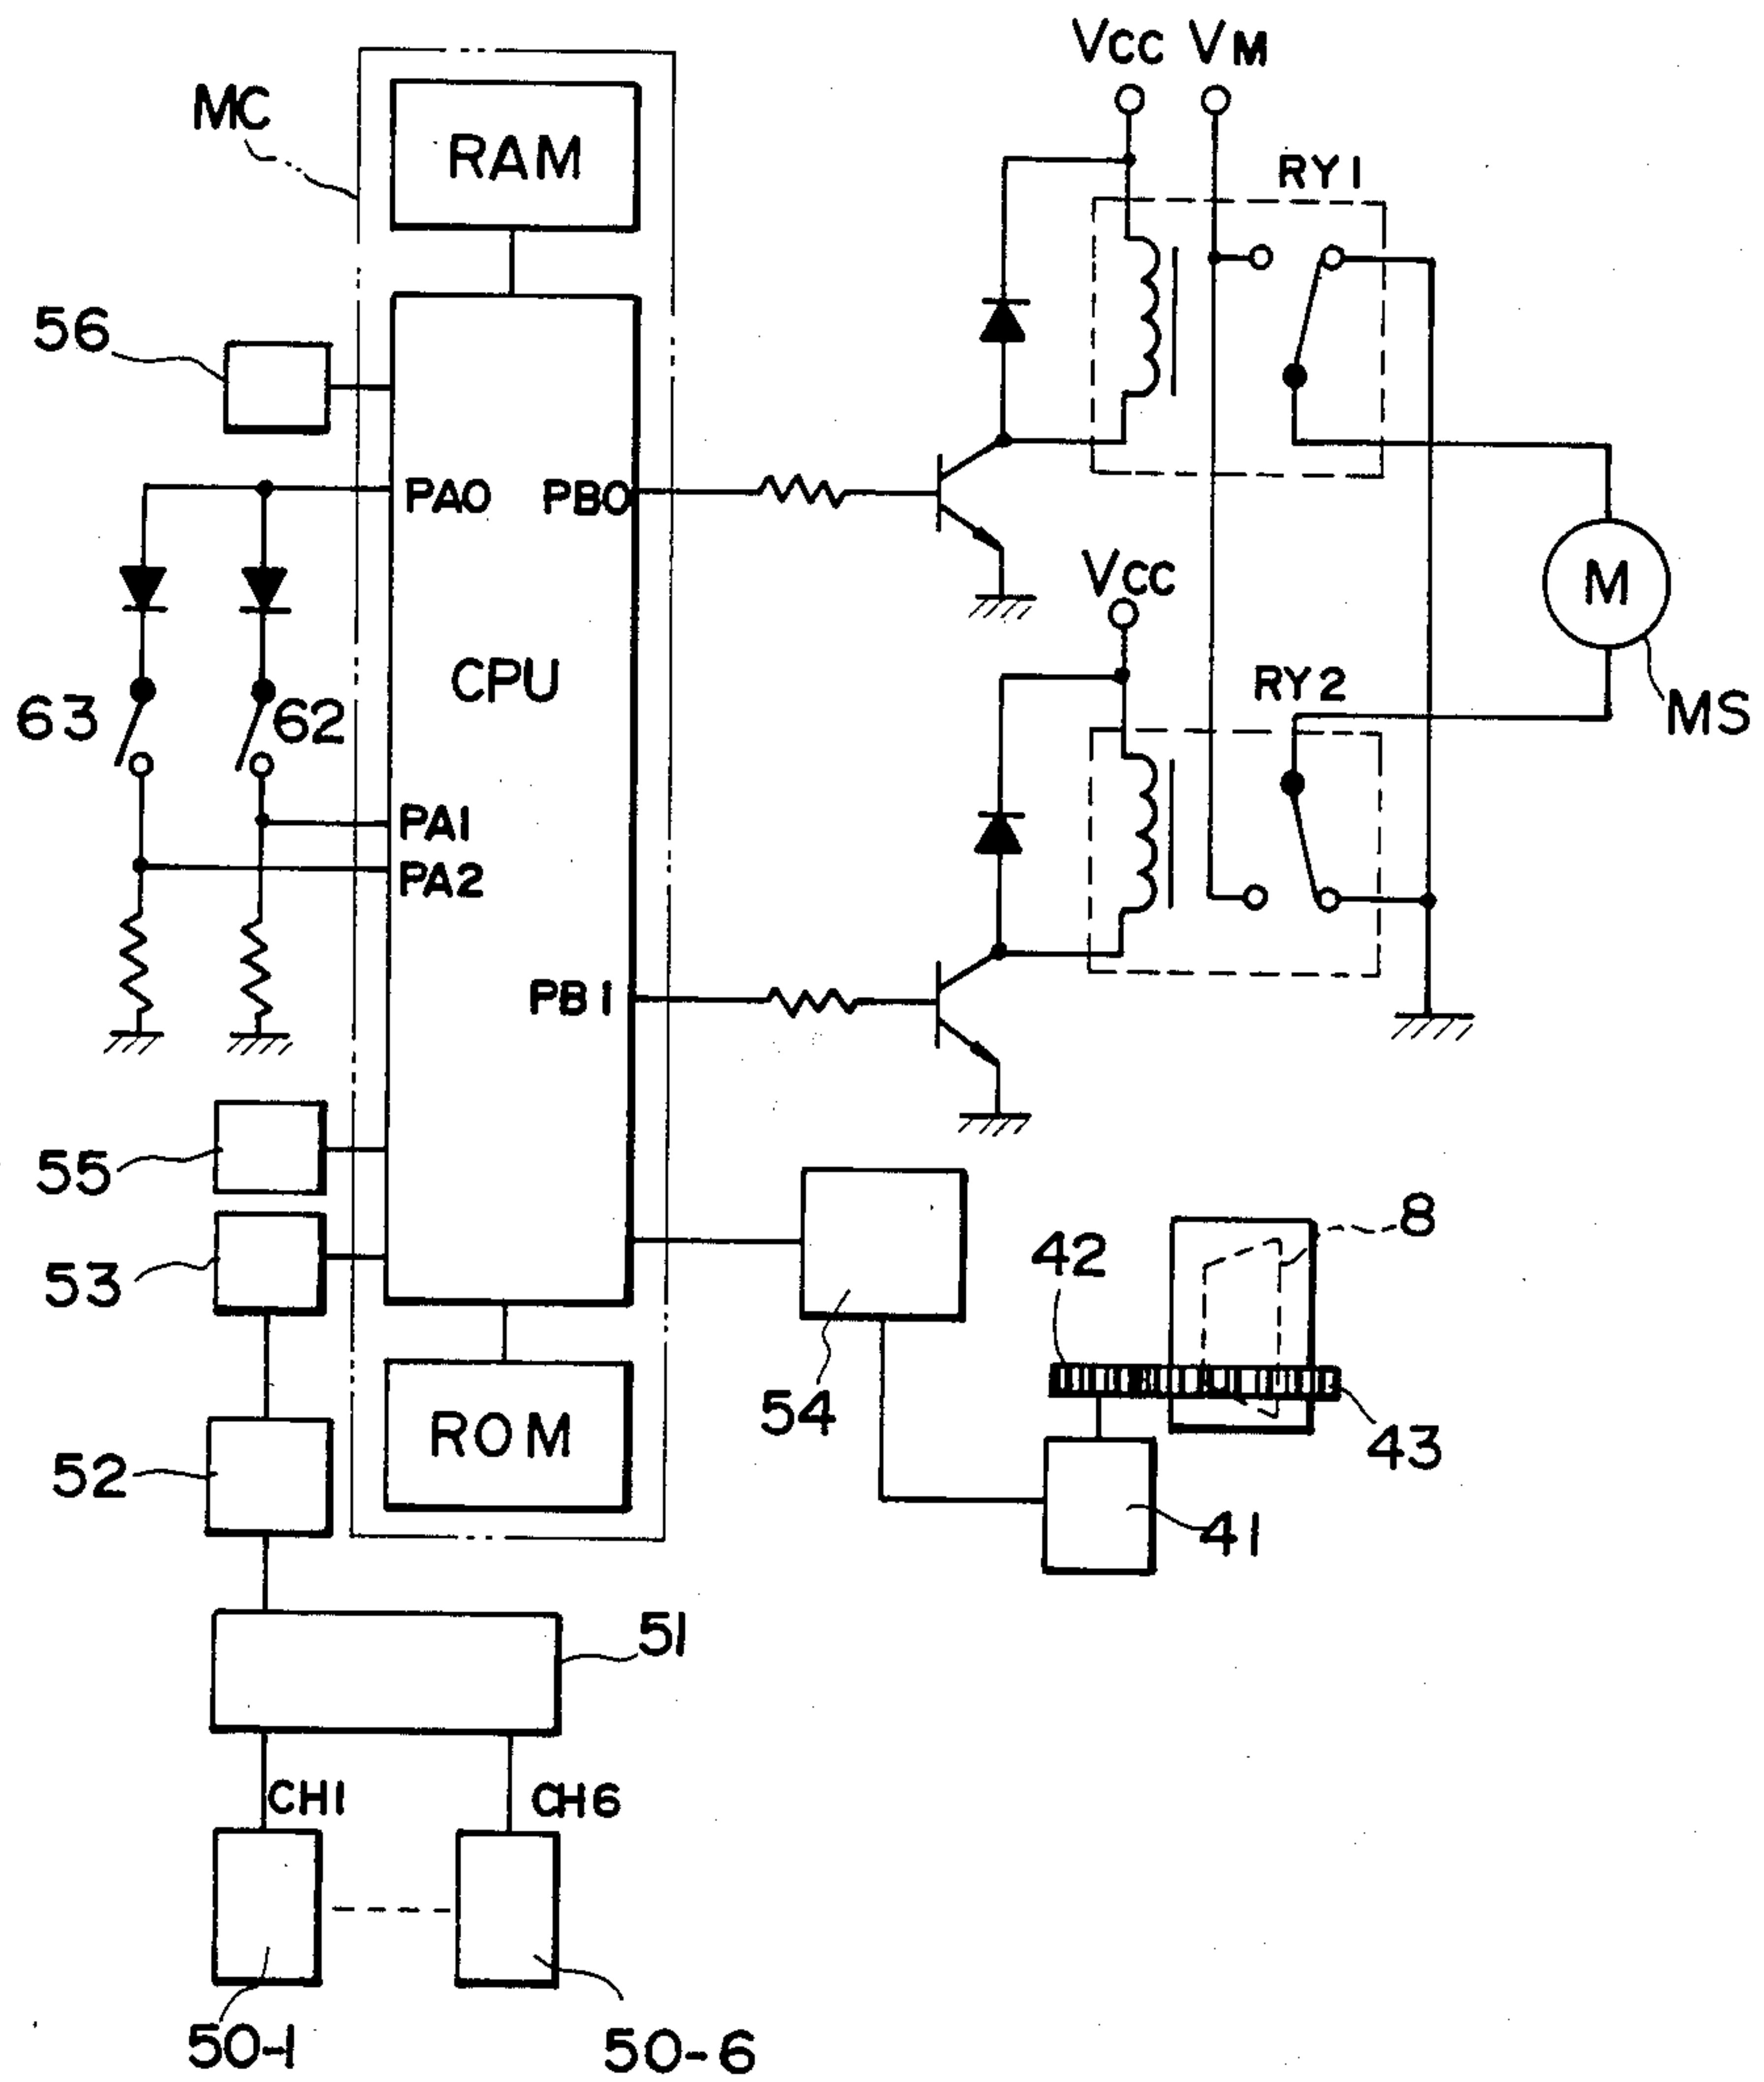 VCC VM
MC
RAM
RY1
56
PA0 PB0
VCC
M
CPU
63 62
RY2
MS
PA1
PA2
PB1
55
53
8
42
54
ROM
43
52
41
51
CH1 CH6
50-1
50-6